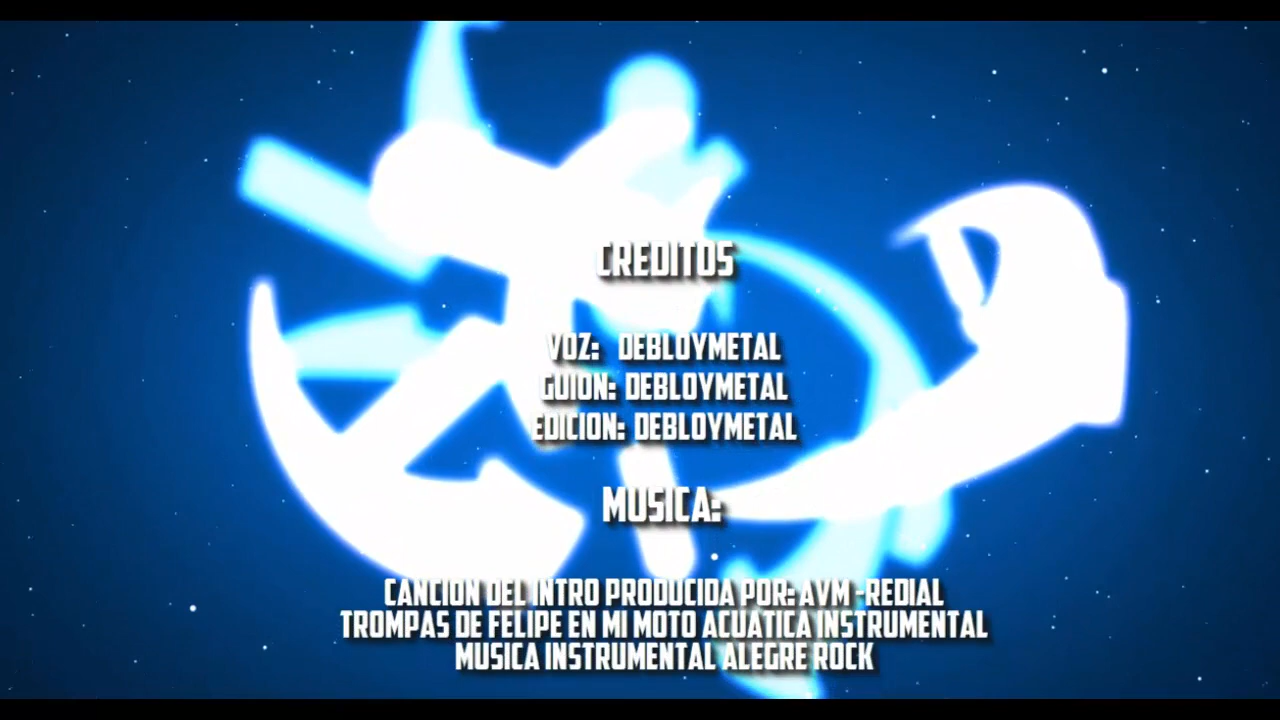 CREDITOS
VOZ: DEBLOYMETAL
GUION: DEBLOYMETAL
EDICION: DEBLOYMETAL
MUSICA:
CANCION DEL INTRO PRODUCIDA POR: AVM -REDIAL
TROMPAS DE FELIPE EN MI MOTO ACUATICA INSTRUMENTAL
MUSICA INSTRUMENTAL ALEGRE ROCK